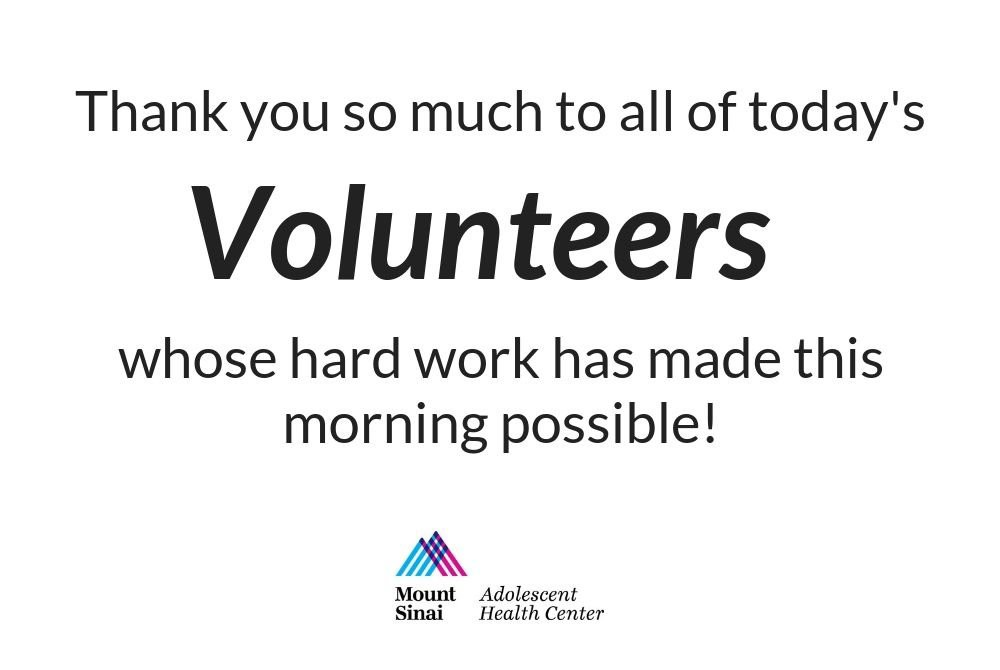 Thank you so much to all of today's
Volunteers
whose hard work has made this
morning possible!
Mount Sinai
Adolescent Health Center